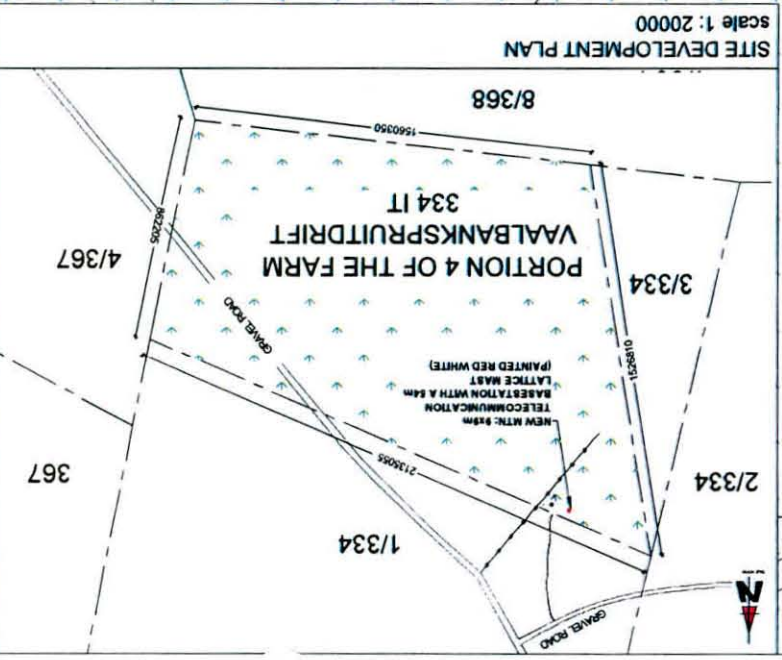 N
GRAVEL ROAD
1/334
2/334
367
2135055
NEW MTN: 9x9m
TELECOMMUNICATION
BASESTATION WITH A 54m
LATTICE MAST
(PAINTED RED WHITE)
1526810
GRAVEL ROAD
3/334
4/367
PORTION 4 OF THE FARM
VAALBANKSPRUITDRIFT
334 IT
862205
1560350
8/368
SITE DEVELOPMENT PLAN
scale 1: 20000